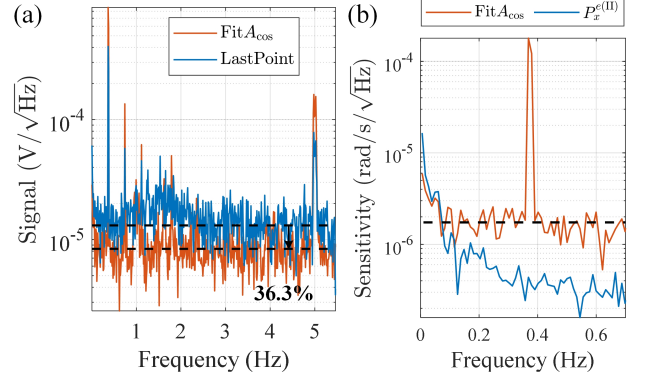 (a)
FitA_cos
LastPoint
Signal (V/√Hz)
10^-4
10^-5
36.3%
1
2
3
4
5
Frequency (Hz)
(b)
FitA_cos
P_x^e(II)
Sensitivity (rad/s/√Hz)
10^-4
10^-5
10^-6
0
0.2
0.4
0.6
Frequency (Hz)